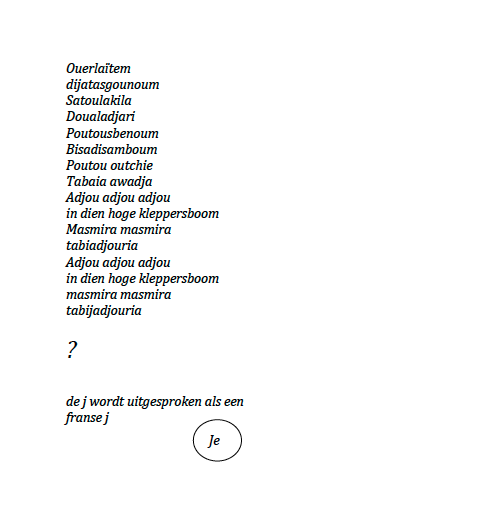 Ouerlaïtem
dijatasgounoum
Satoulakila
Doualadjari
Poutousbenoum
Bisadisamboum
Poutou outchie
Tabaia awadja
Adjou adjou adjou
in dien hoge kleppersboom
Masmira masmira
tabiadjouria
Adjou adjou adjou
in dien hoge kleppersboom
masmira masmira
tabijadjouria
?
de j wordt uitgesproken als een
franse j
Je